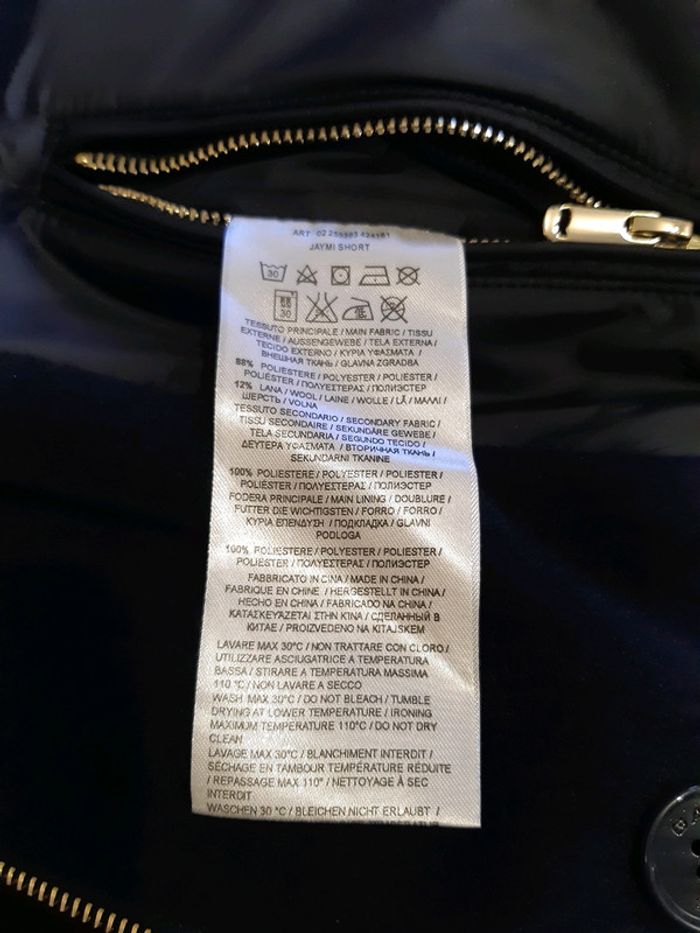 ART 02
JAYMI SHORT
30
30
TESSUTO PRINCIPALE / MAIN FABRIC / TISSU
EXTERNE / AUSSENGEWEBE / TELA EXTERNA /
TECIDO EXTERNO / ΚΥΡΙΑ ΥΦΑΣΜΑΤΑ /
ВНЕШНАЯ ТКАНЬ / GLAVNA ZGRADBA
88% POLIESTERE / POLYESTER / POLIESTER /
POLIÉSTER / ΠΟΛΥΕΣΤΕΡΑΣ / ПОЛИЭСТЕР
12% LANA / WOOL / LAINE / WOLLE / LÃ / ΜΑΛΛΙ /
ШЕРСТЬ / VOLNA
TESSUTO SECONDARIO / SECONDARY FABRIC /
TISSU SECONDAIRE / SEKUNDÄRE GEWEBE /
TELA SECUNDARIA / SEGUNDO TECIDO /
ΔΕΥΤΕΡΑ ΥΦΑΣΜΑΤΑ / ВТОРИЧНАЯ ТКАНЬ /
SEKUNDARNI TKANINE
100% POLIESTERE / POLYESTER / POLIESTER /
POLIÉSTER / ΠΟΛΥΕΣΤΕΡΑΣ / ПОЛИЭСТЕР
FODERA PRINCIPALE / MAIN LINING / DOUBLURE /
FUTTER DIE WICHTIGSTEN / FORRO / FORRO /
ΚΥΡΙΑ ΕΠΕΝΔΥΣΗ / ПОДКЛАДКА / GLAVNI
PODLOGA
100% POLIESTERE / POLYESTER / POLIESTER /
POLIÉSTER / ΠΟΛΥΕΣΤΕΡΑΣ / ПОЛИЭСТЕР
FABBRICATO IN CINA / MADE IN CHINA /
FABRIQUE EN CHINE / HERGESTELLT IN CHINA /
HECHO EN CHINA / FABRICADO NA CHINA /
ΚΑΤΑΣΚΕΥΑΖΕΤΑΙ ΣΤΗΝ ΚΙΝΑ / СДЕЛАННЫЙ В
КИТАЕ / PROIZVEDENO NA KITAJSKEM
LAVARE MAX 30°C / NON TRATTARE CON CLORO /
UTILIZZARE ASCIUGATRICE A TEMPERATURA
BASSA / STIRARE A TEMPERATURA MASSIMA
110 °C / NON LAVARE A SECCO
WASH MAX 30°C / DO NOT BLEACH / TUMBLE
DRYING AT LOWER TEMPERATURE / IRONING
MAXIMUM TEMPERATURE 110°C / DO NOT DRY
CLEAN
LAVAGE MAX 30°C / BLANCHIMENT INTERDIT /
SÉCHAGE EN TAMBOUR TEMPÉRATURE RÉDUITE
/ REPASSAGE MAX 110° / NETTOYAGE À SEC
INTERDIT
WASCHEN 30 °C / BLEICHEN NICHT ERLAUBT /